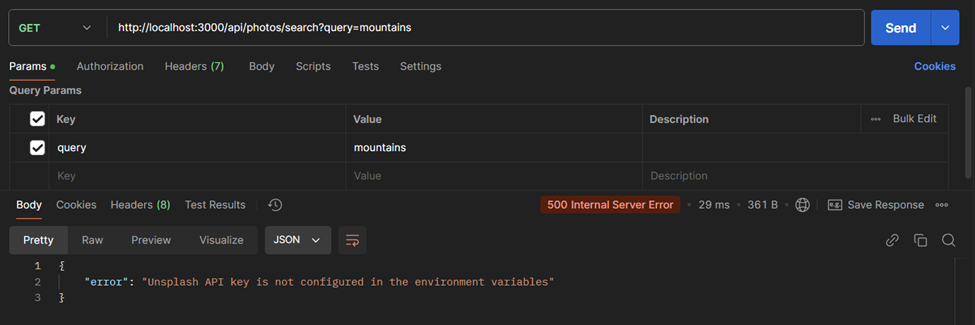 GET http://localhost:3000/api/photos/search?query=mountains Send
Params Authorization Headers (7) Body Scripts Tests Settings Cookies
Query Params
Key Value Description ••• Bulk Edit
query mountains
Key Value Description
Body Cookies Headers (8) Test Results 500 Internal Server Error • 29 ms • 361 B • e.g. Save Response •••
Pretty Raw Preview Visualize JSON
1 {
2 "error": "Unsplash API key is not configured in the environment variables"
3 }